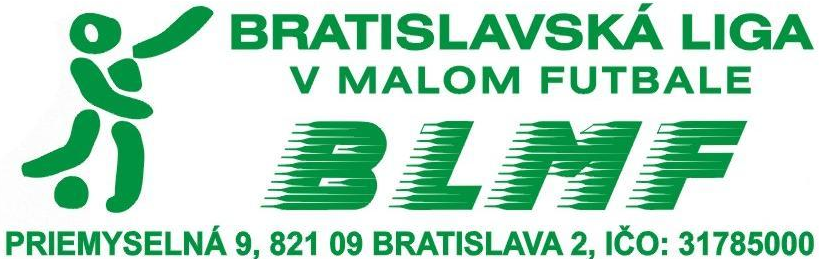 BRATISLAVSKÁ LIGA
V MALOM FUTBALE
BLMF
PRIEMYSELNÁ 9, 821 09 BRATISLAVA 2, IČO: 31785000